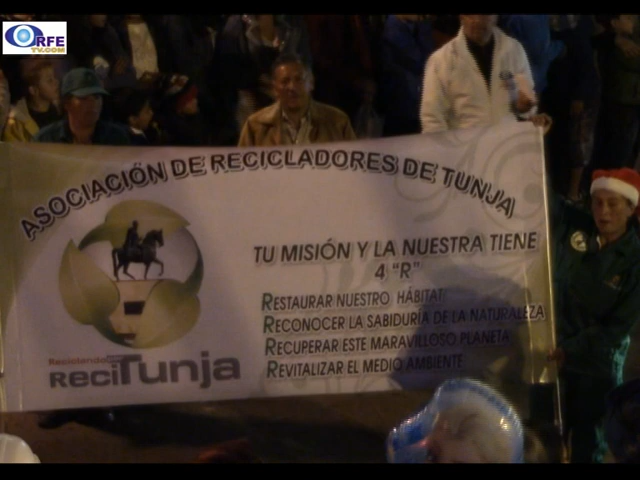 ORFE
TV.COM
ASOCIACIÓN DE RECICLADORES DE TUNJA
TU MISIÓN Y LA NUESTRA TIENE
4 "R"
RESTAURAR NUESTRO HÁBITAT
RECONOCER LA SABIDURÍA DE LA NATURALEZA
RECUPERAR ESTE MARAVILLOSO PLANETA
REVITALIZAR EL MEDIO AMBIENTE
Reciclando
ReciTunja